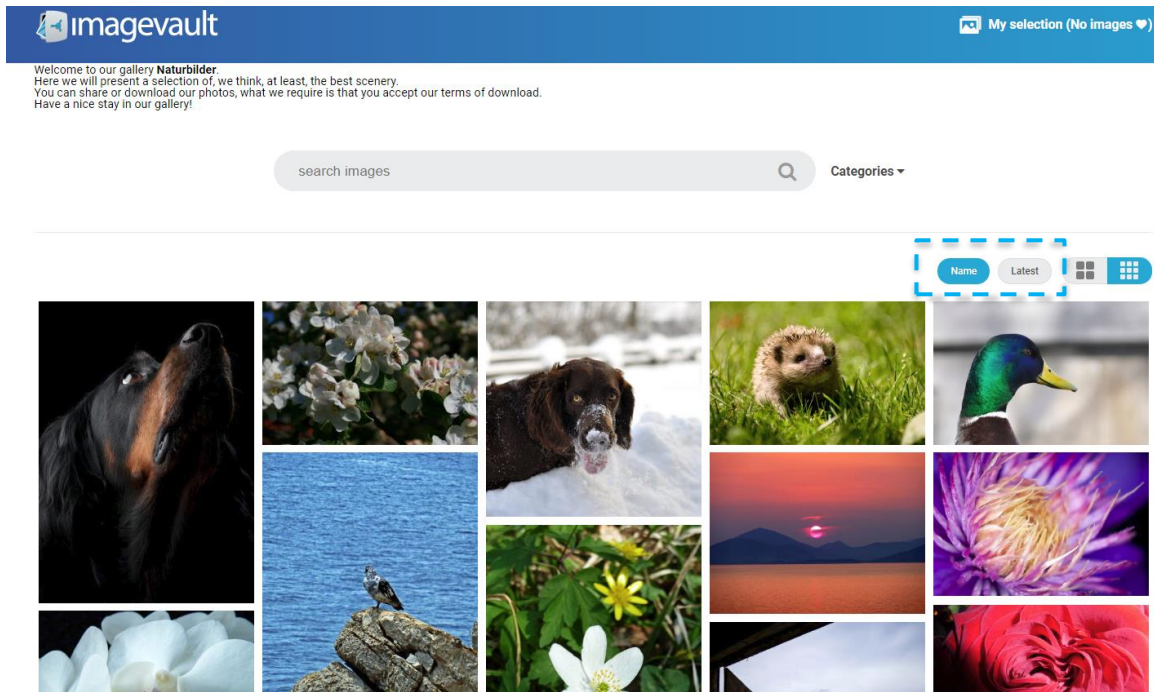 imagevault
My selection (No images ♥)
Welcome to our gallery Naturbilder.
Here we will present a selection of, we think, at least, the best scenery.
You can share or download our photos, what we require is that you accept our terms of download.
Have a nice stay in our gallery!
search images
Categories
Name Latest